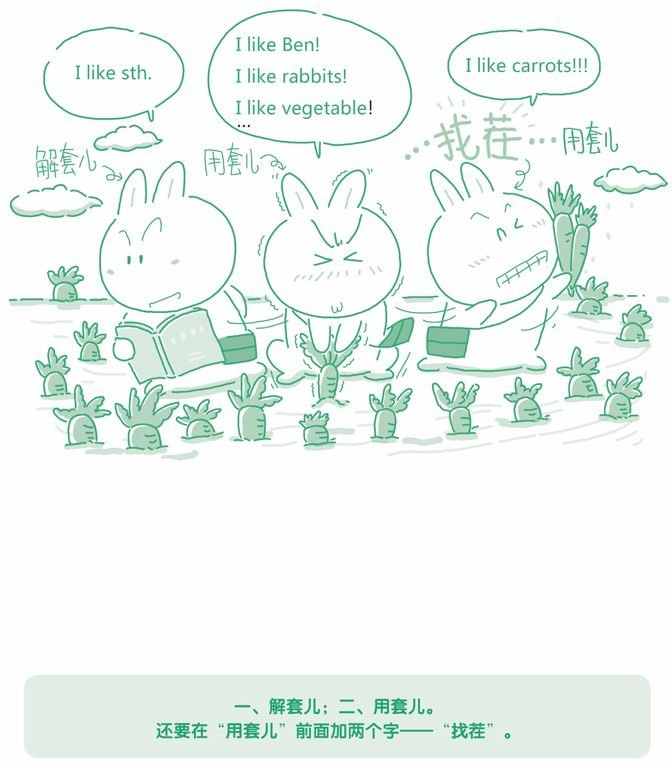 I like sth.
I like Ben!
I like rabbits!
I like vegetable!
...
I like carrots!!!
解套儿
用套儿
...找茬...用套儿
一、解套儿；二、用套儿。
还要在“用套儿”前面加两个字——“找茬”。